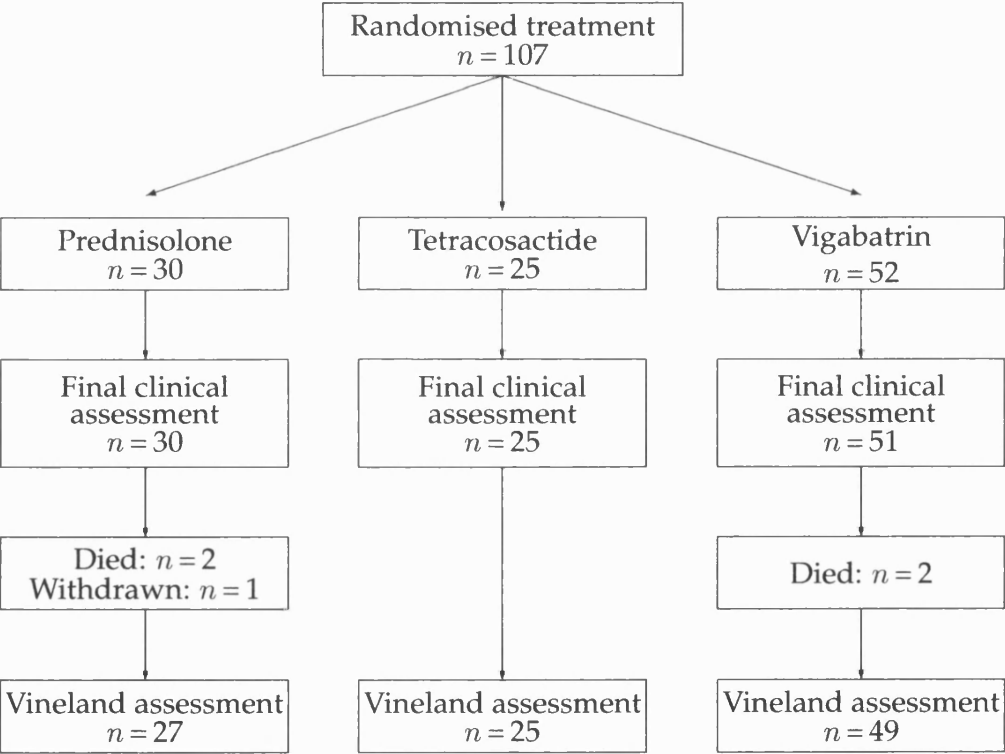 Randomised treatment
n = 107
Prednisolone
n = 30
Tetracosactide
n = 25
Vigabatrin
n = 52
Final clinical
assessment
n = 30
Final clinical
assessment
n = 25
Final clinical
assessment
n = 51
Died: n = 2
Withdrawn: n = 1
Died: n = 2
Vineland assessment
n = 27
Vineland assessment
n = 25
Vineland assessment
n = 49